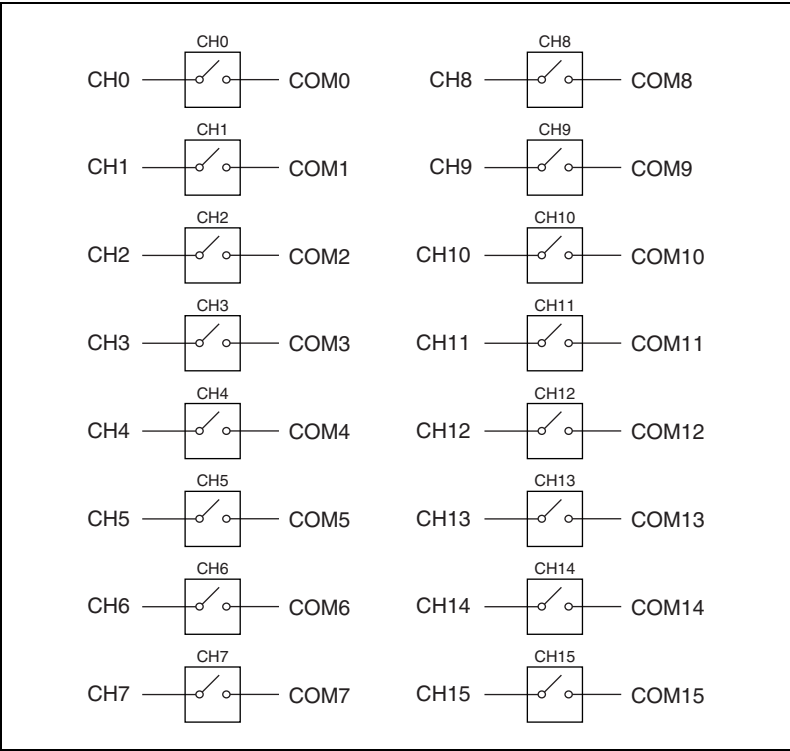 CH0
CH0 COM0
CH1
CH1 COM1
CH2
CH2 COM2
CH3
CH3 COM3
CH4
CH4 COM4
CH5
CH5 COM5
CH6
CH6 COM6
CH7
CH7 COM7
CH8
CH8 COM8
CH9
CH9 COM9
CH10
CH10 COM10
CH11
CH11 COM11
CH12
CH12 COM12
CH13
CH13 COM13
CH14
CH14 COM14
CH15
CH15 COM15